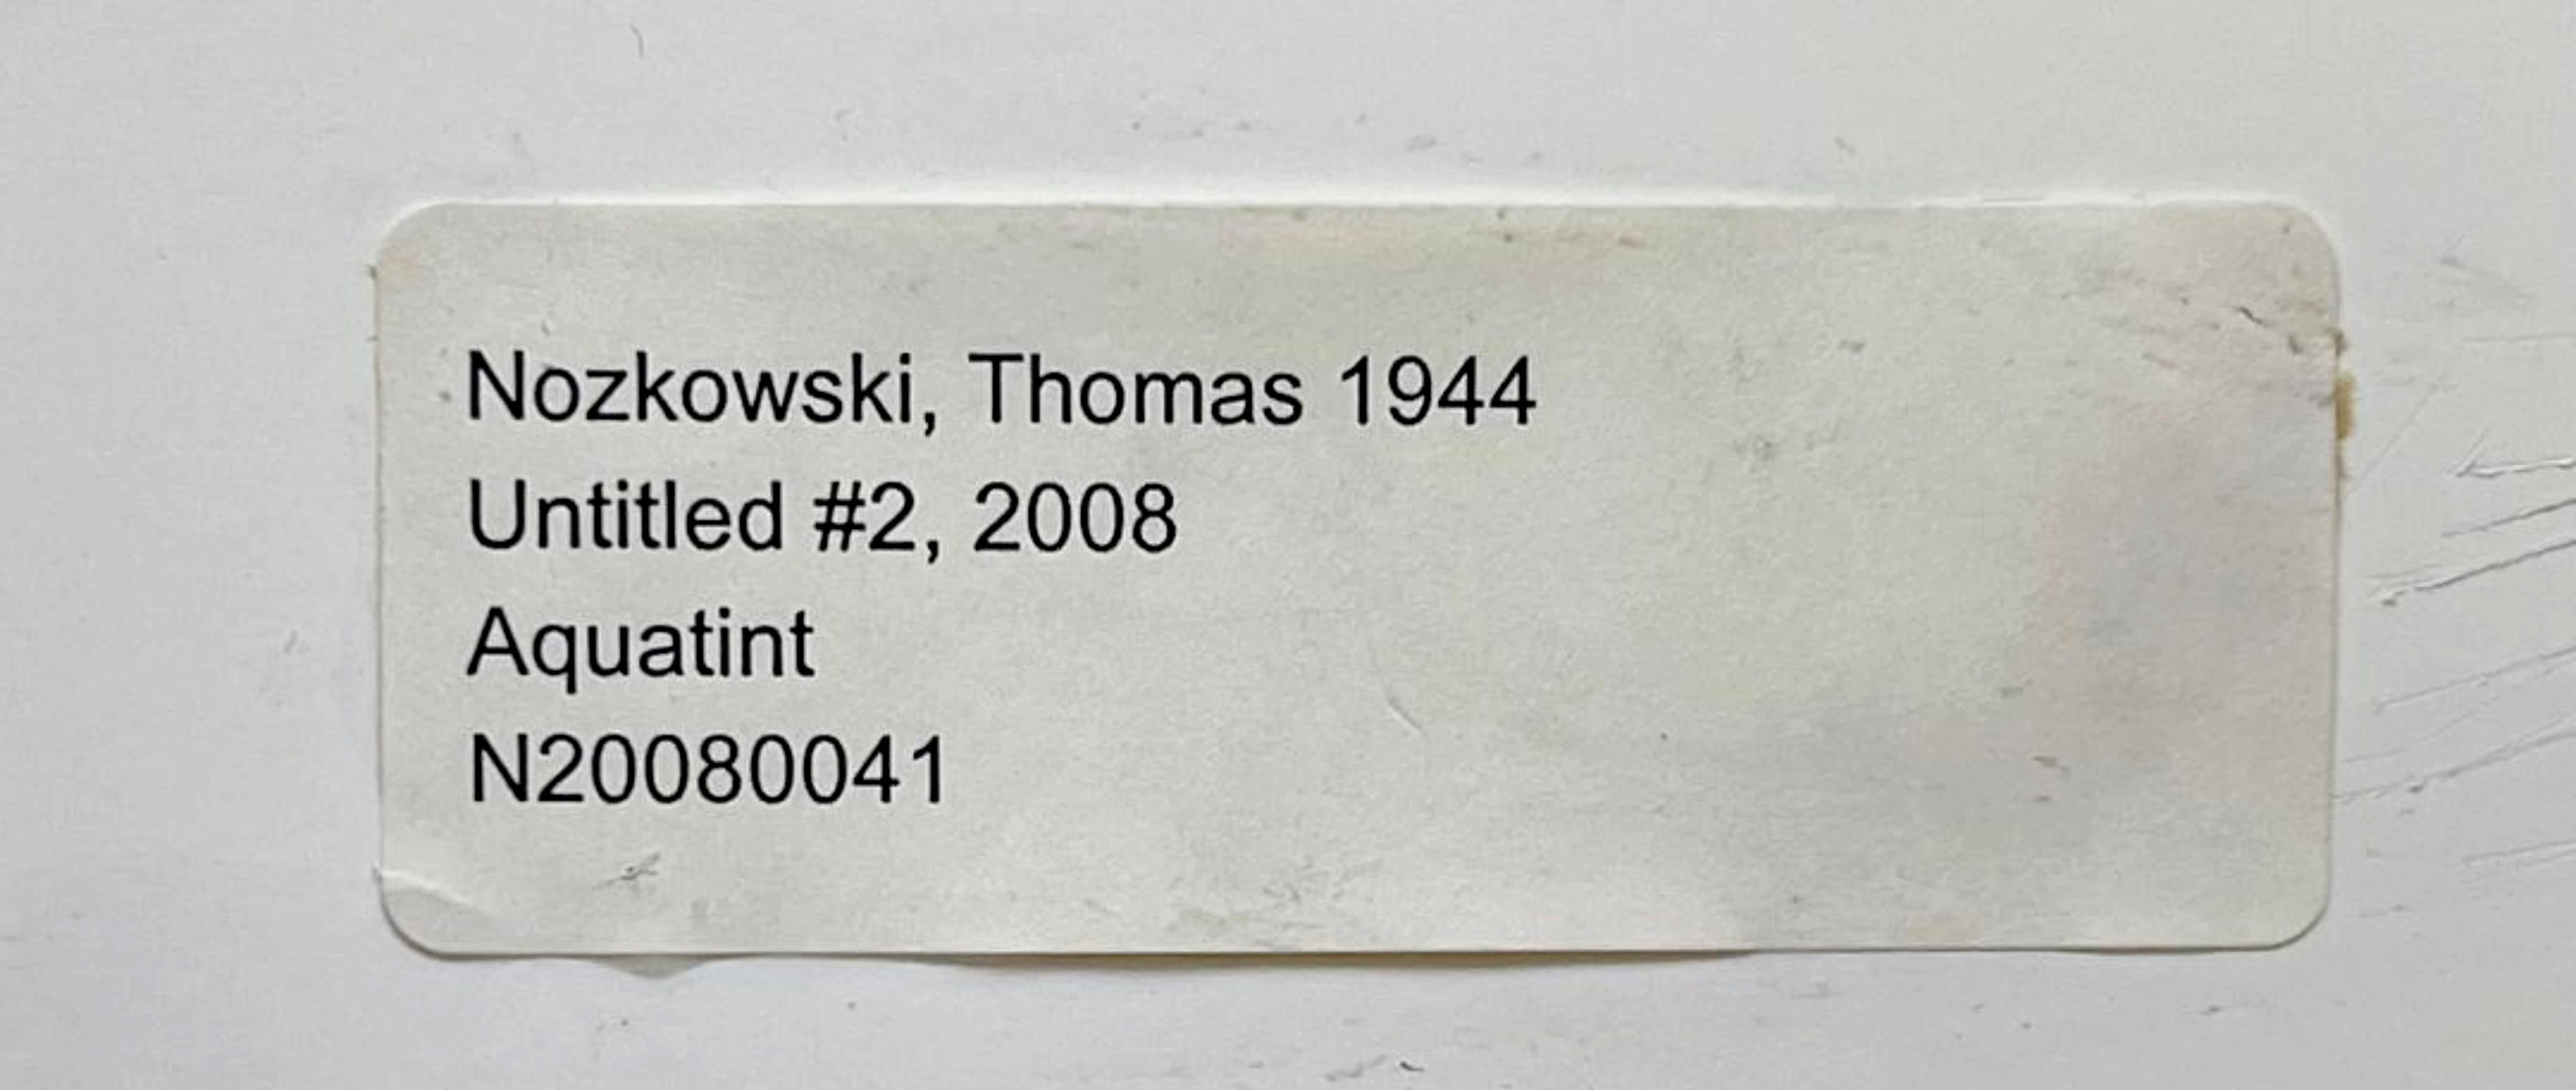 Nozkowski, Thomas 1944
Untitled #2, 2008
Aquatint
N20080041